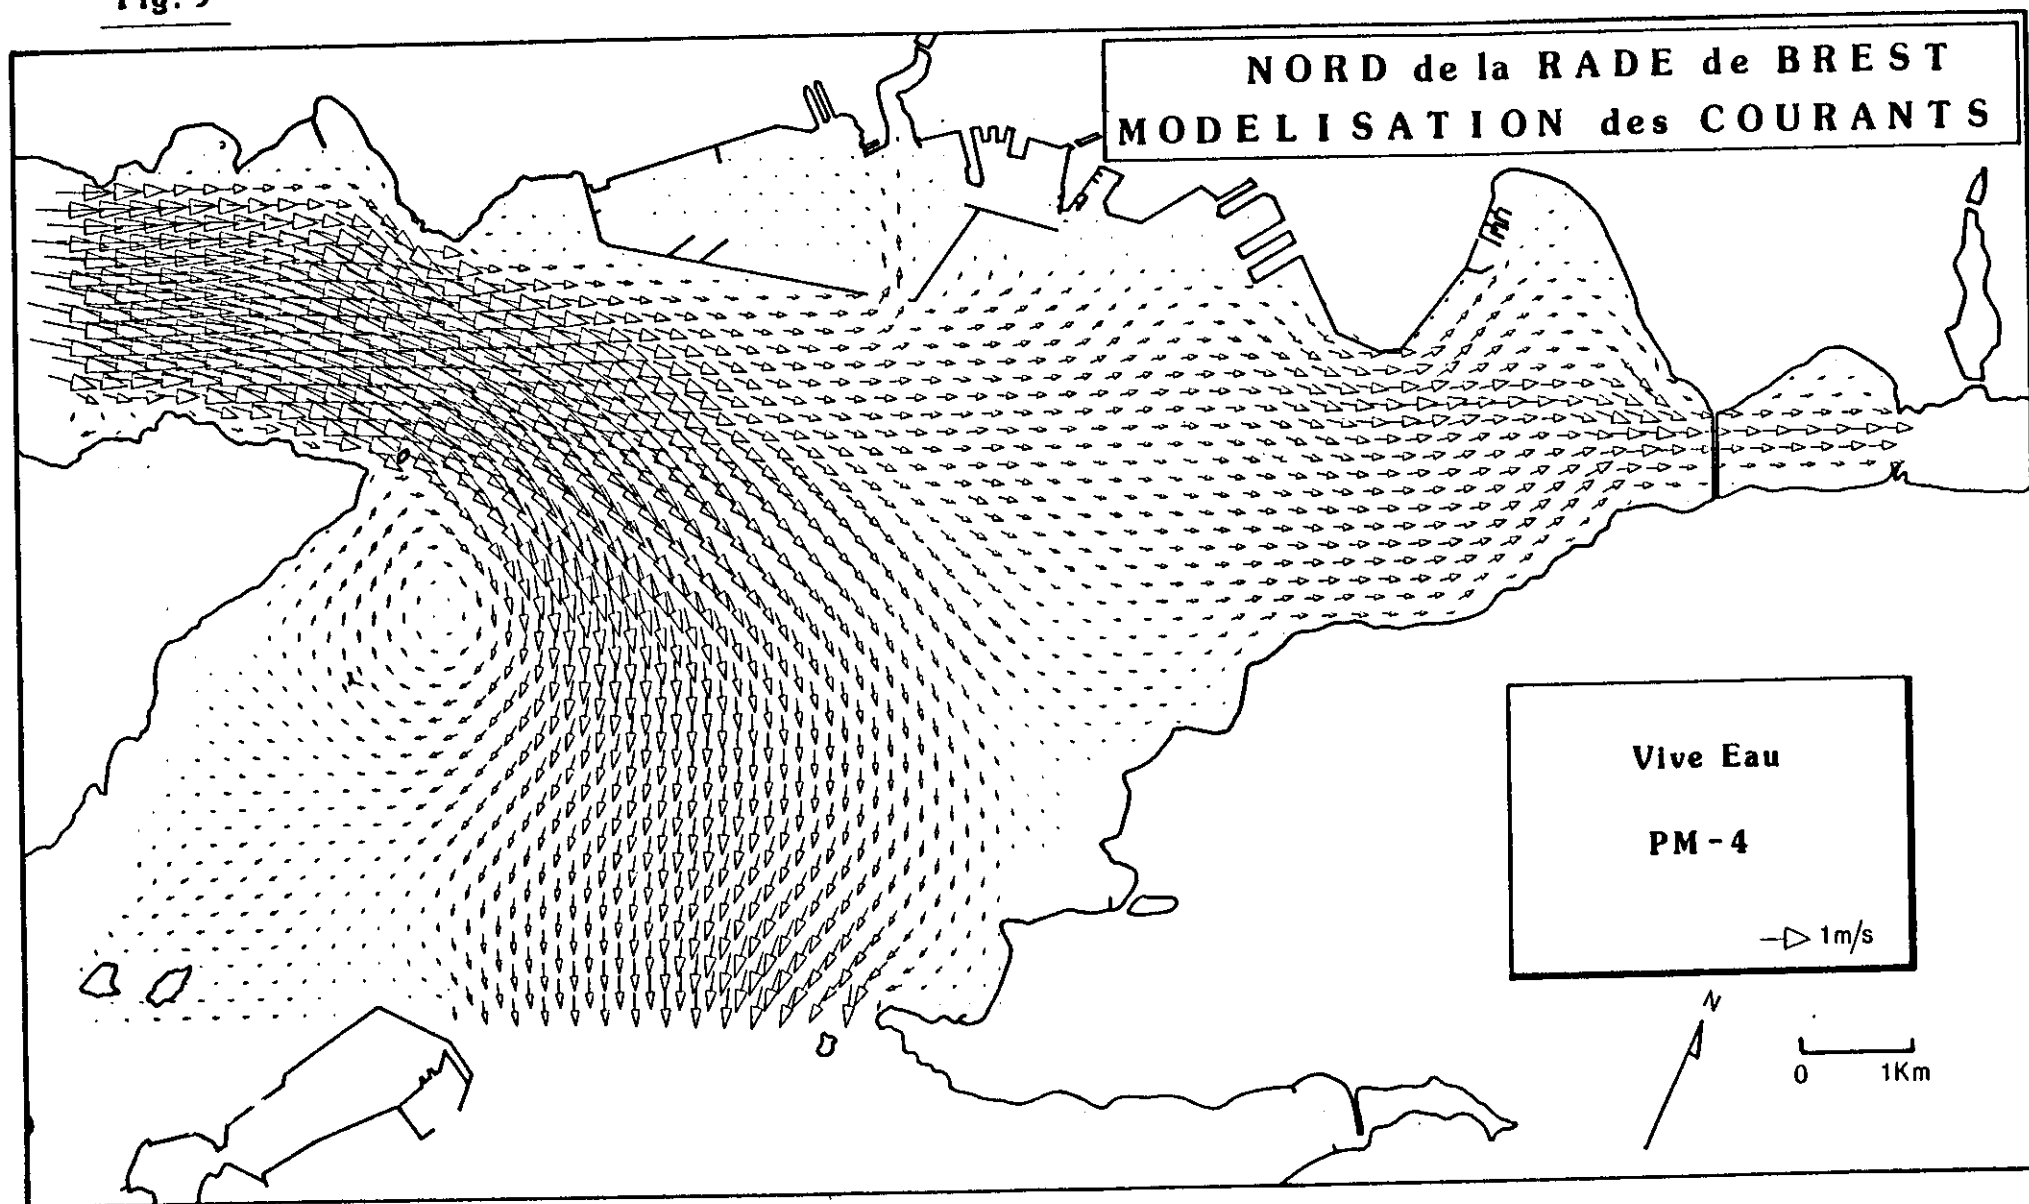 NORD de la RADE de BREST
MODELISATION des COURANTS
Vive Eau
PM-4
1m/s
N
0 1Km